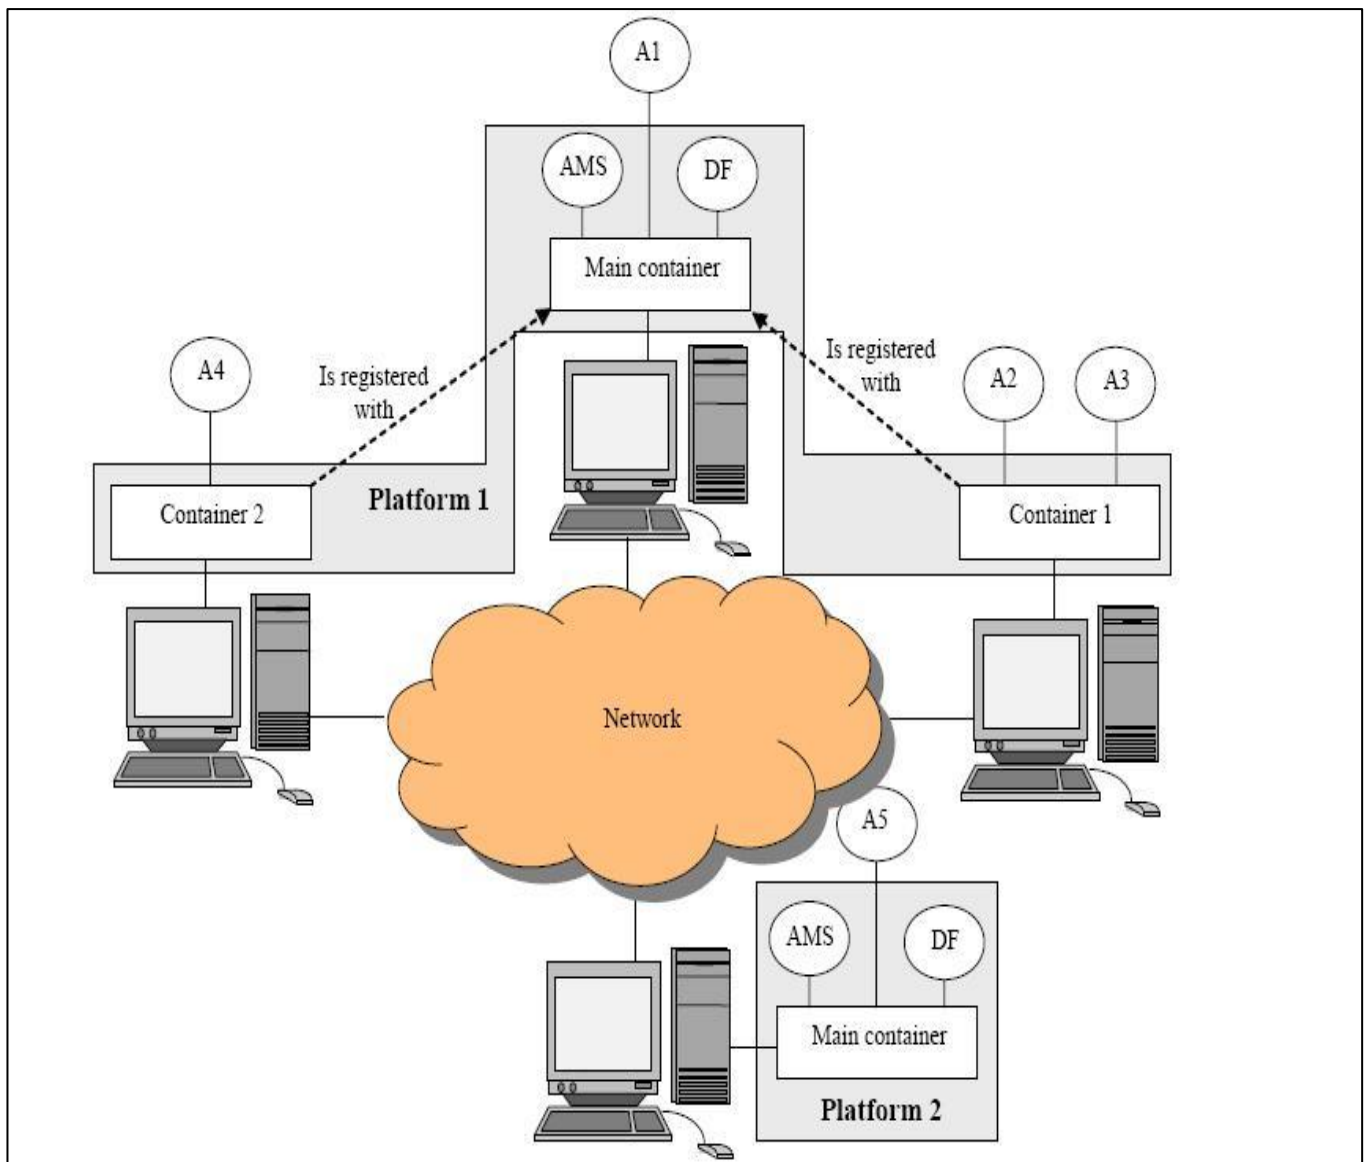 A1
AMS
DF
Main container
A4
Is registered
with
Is registered
with
A2
A3
Container 2
Platform 1
Container 1
Network
A5
AMS
DF
Main container
Platform 2